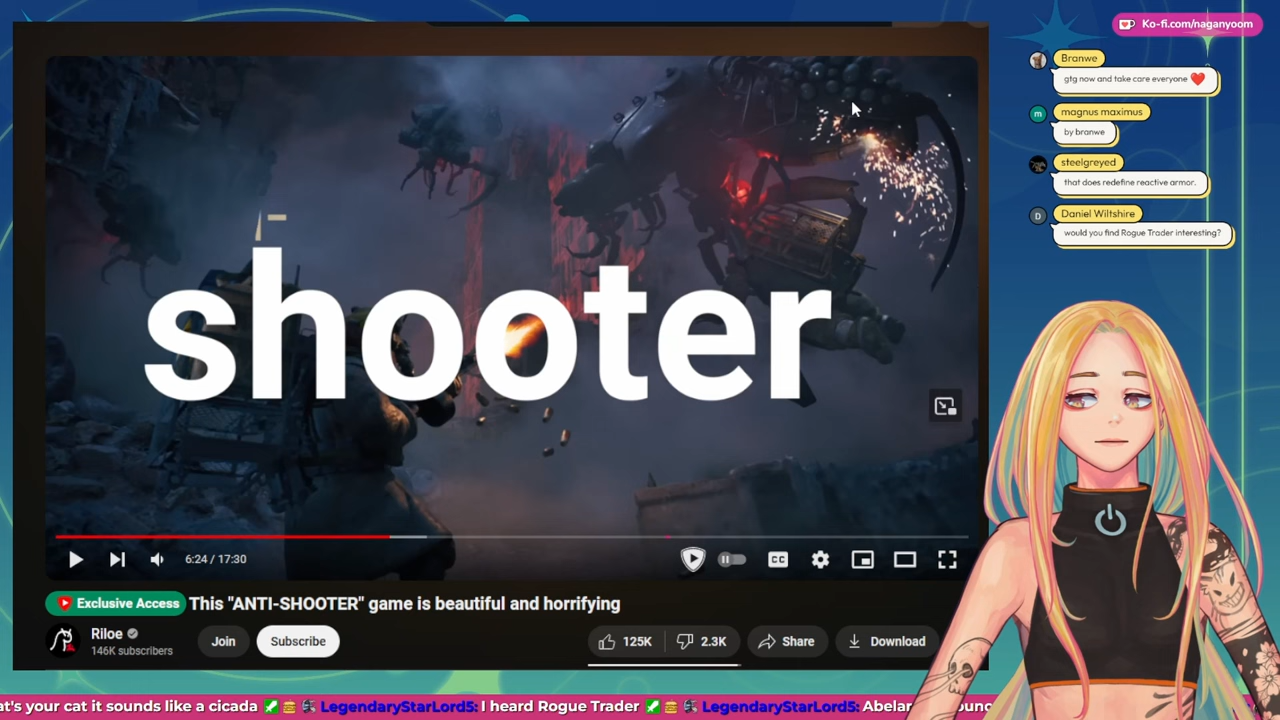 Ko-fi.com/naganyoom
Branwe
gtg now and take care everyone ❤️
m
magnus maximus
by branwe
steelgreyed
that does redefine reactive armor.
D
Daniel Wiltshire
would you find Rogue Trader interesting?
shooter
6:24 / 17:30
CC
Exclusive Access This "ANTI-SHOOTER" game is beautiful and horrifying
Riloe
146K subscribers
Join
Subscribe
125K
2.3K
Share
Download
at's your cat it sounds like a cicada LegendaryStarLord5: I heard Rogue Trader LegendaryStarLord5: